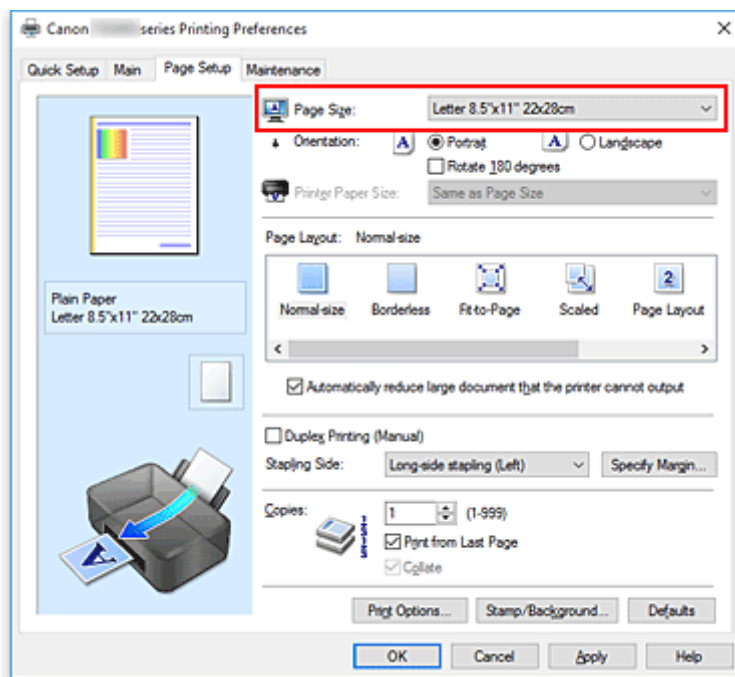 Canon series Printing Preferences
Quick Setup Main Page Setup Maintenance
Page Size: Letter 8.5"x11" 22x28cm
Orientation: A Portrait A Landscape
Rotate 180 degrees
Printer Paper Size: Same as Page Size
Page Layout: Normal-size
2
Normal-size Borderless Fit-to-Page Scaled Page Layout
Plain Paper
Letter 8.5"x11" 22x28cm
Automatically reduce large document that the printer cannot output
Duplex Printing (Manual)
Stapling Side: Long-side stapling (Left) Specify Margin...
Copies: 1 (1-999)
Print from Last Page
Collate
A
Print Options... Stamp/Background... Defaults
OK Cancel Apply Help